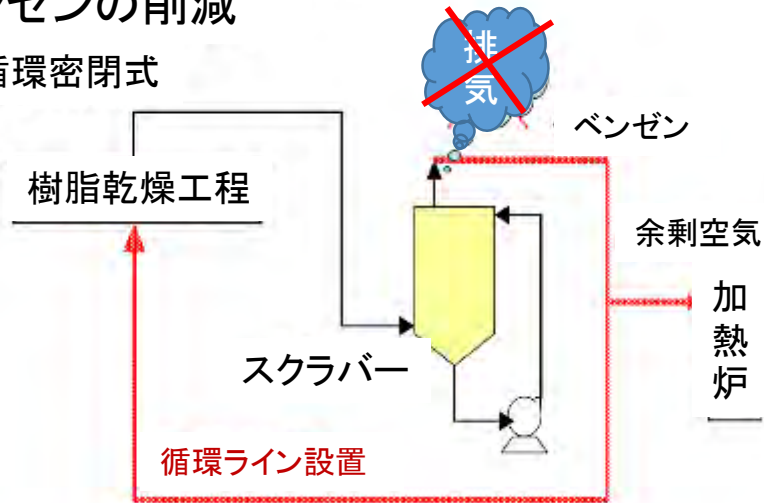 ンゼンの削減
循環密閉式
排気
ベンゼン
樹脂乾燥工程
余剰空気
加熱炉
スクラバー
循環ライン設置